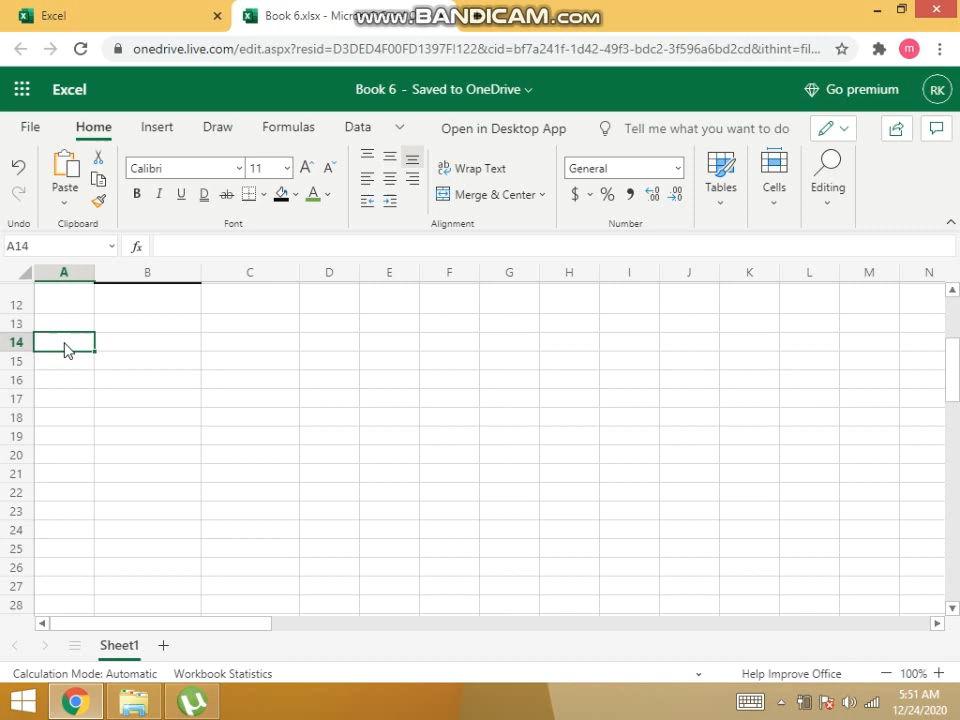 Excel
Book 6.xlsx - Micros
www.BANDICAM.com
onedrive.live.com/edit.aspx?resid=D3DED4F00FD1397F!122&cid=bf7a241f-1d42-49f3-bdc2-3f596a6bd2cd&ithint=fil...
m
Excel
Book 6 - Saved to OneDrive
Go premium
RK
File
Home
Insert
Draw
Formulas
Data
Open in Desktop App
Tell me what you want to do
Paste
Calibri
11
Wrap Text
General
Merge & Center
Tables
Cells
Editing
Undo
Clipboard
Font
Alignment
Number
A14
fx
A B C D E F G H I J K L M N
12
13
14
15
16
17
18
19
20
21
22
23
24
25
26
27
28
Sheet1
Calculation Mode: Automatic
Workbook Statistics
Help Improve Office
100%
5:51 AM
12/24/2020